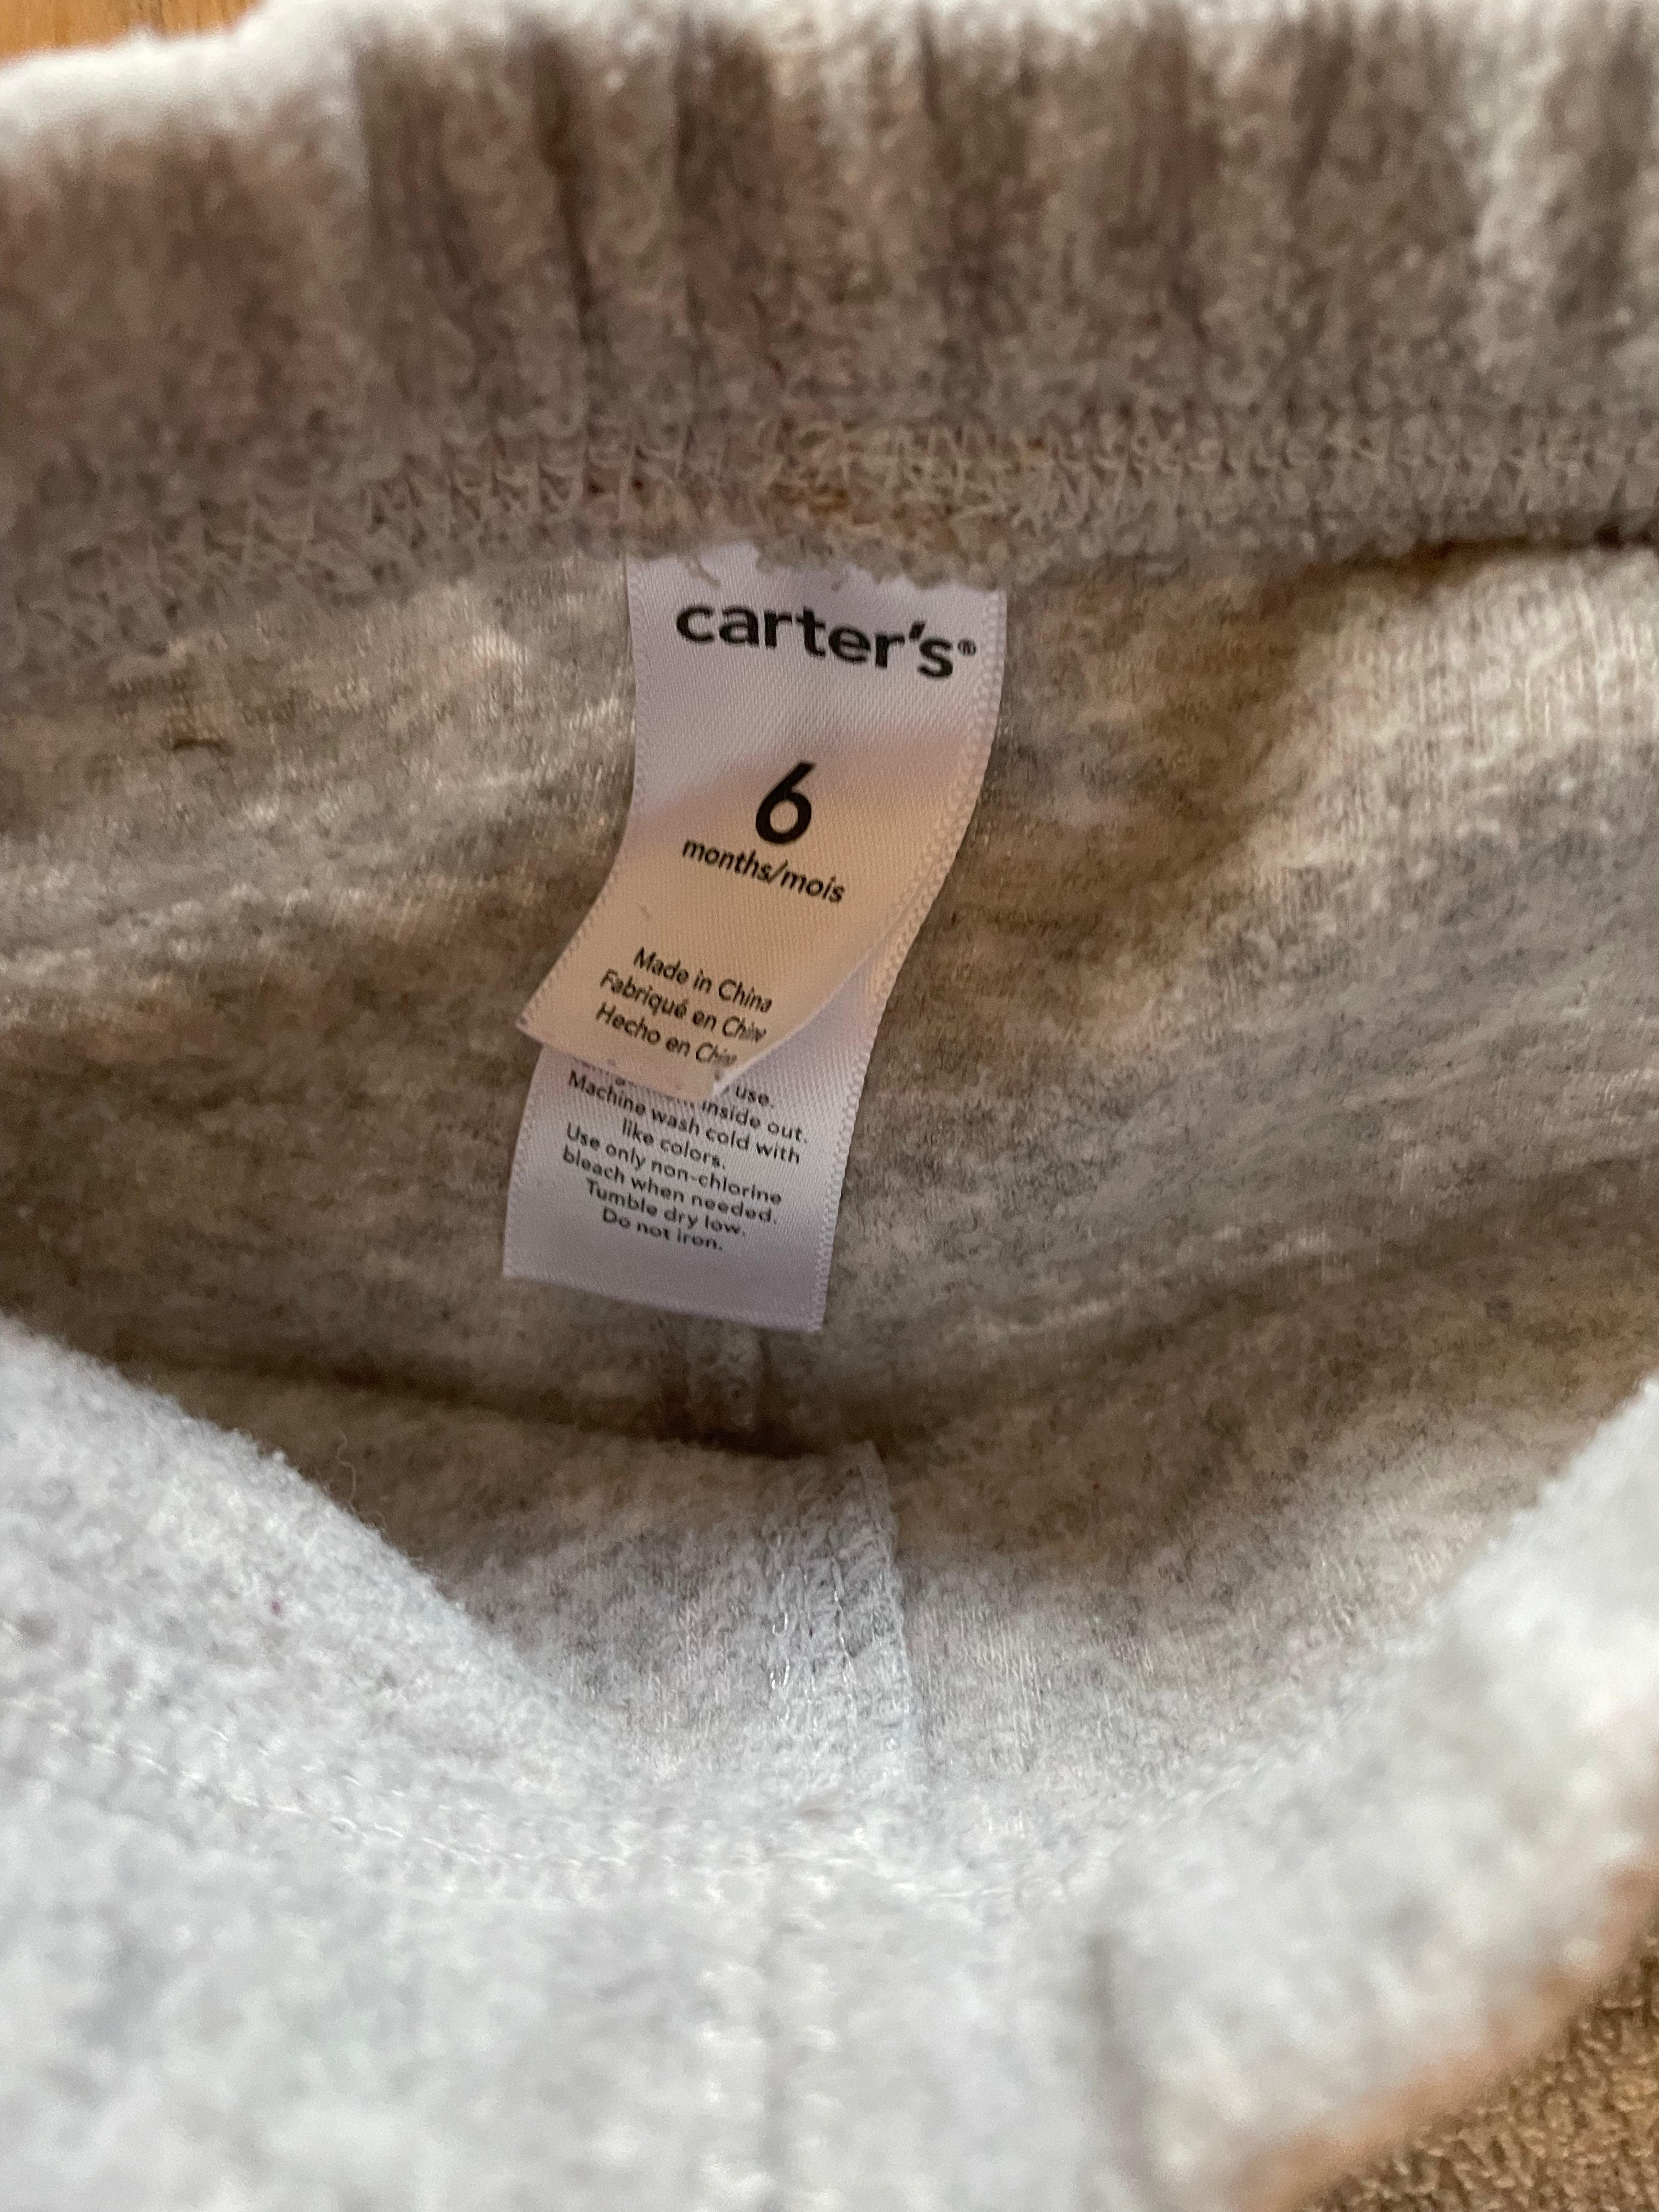 carter's®
6
months/mois
Made in China
Fabriqué en Chine
Hecho en Chin
use.
inside out.
Machine wash cold with
like colors.
Use only non-chlorine
bleach when needed.
Tumble dry low.
Do not iron.